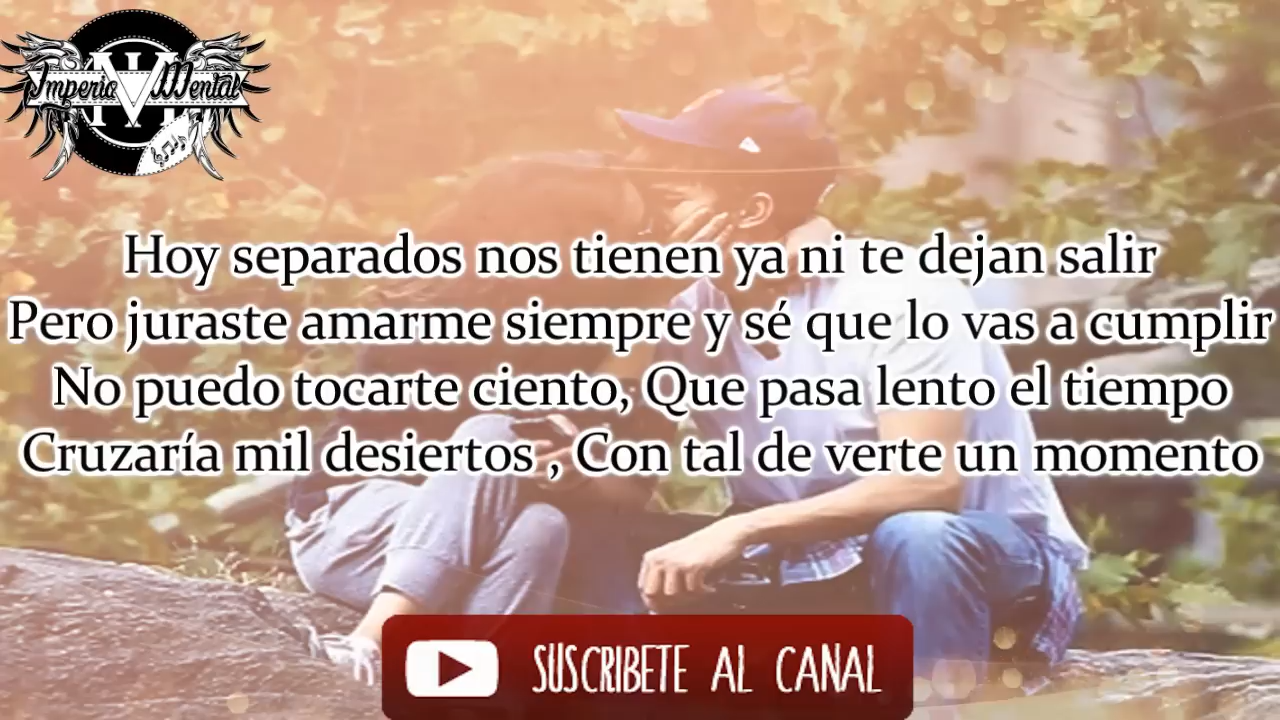 Imperio Mental
Hoy separados nos tienen ya ni te dejan salir
Pero juraste amarme siempre y sé que lo vas a cumplir
No puedo tocarte ciento, Que pasa lento el tiempo
Cruzaría mil desiertos , Con tal de verte un momento
SUSCRIBETE AL CANAL